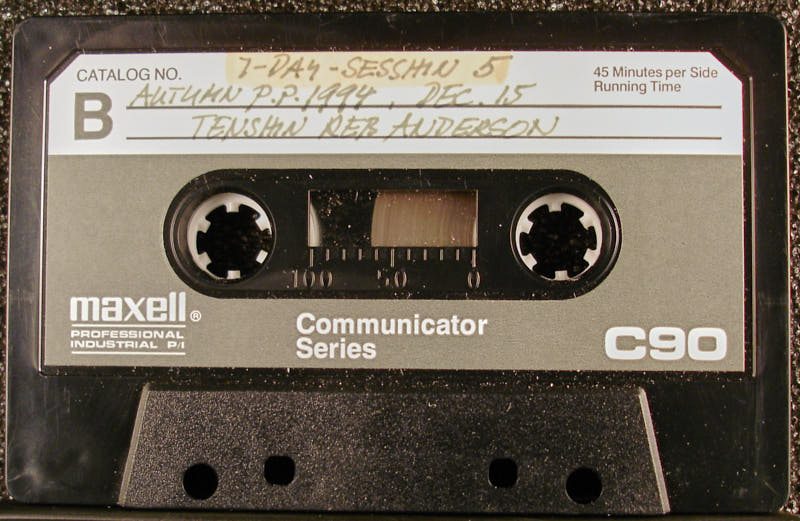 CATALOG NO.
7-DAY-SESSHIN 5
45 Minutes per Side
Running Time
B
AUTUMN P.P. 1994, DEC. 15
TENSHIN REB ANDERSON
100 50 0
maxell®
PROFESSIONAL
INDUSTRIAL P/I
Communicator
Series
C90